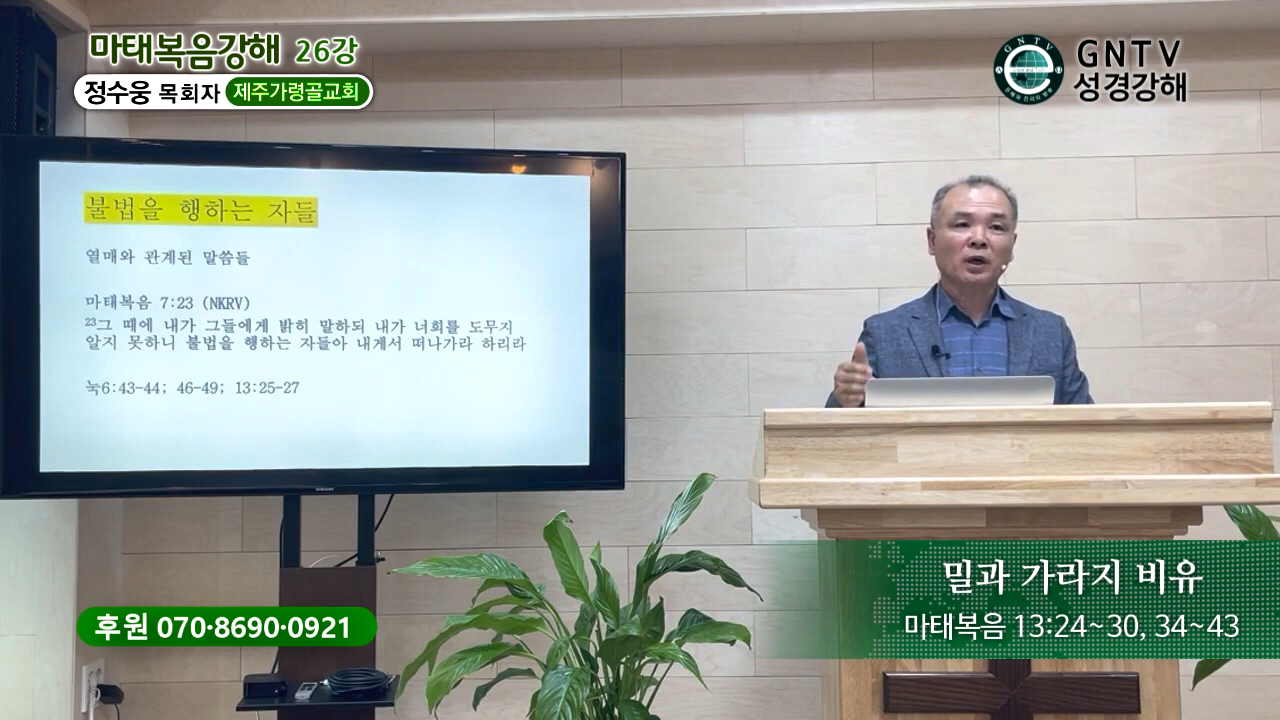 마태복음강해 26강
정수웅 목회자 제주가령골교회
GNTV
성경강해
GNTV
불법을 행하는 자들
열매와 관계된 말씀들
마태복음 7:23 (NKRV)
23그 때에 내가 그들에게 밝히 말하되 내가 너희를 도무지
알지 못하니 불법을 행하는 자들아 내게서 떠나가라 하리라
눅6:43-44; 46-49; 13:25-27
SAMSUNG
밀과 가라지 비유
마태복음 13:24~30, 34~43
후원 070·8690·0921